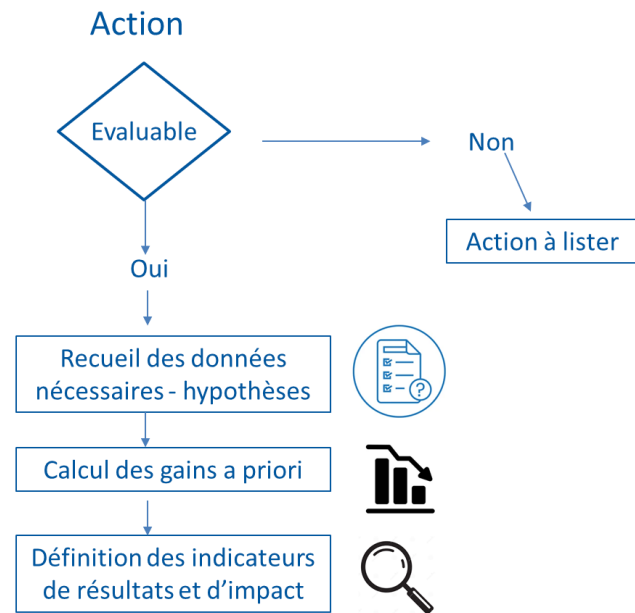 Action
Evaluable
Non
Action à lister
Oui
Recueil des données
nécessaires - hypothèses
?
Calcul des gains a priori
Définition des indicateurs
de résultats et d'impact